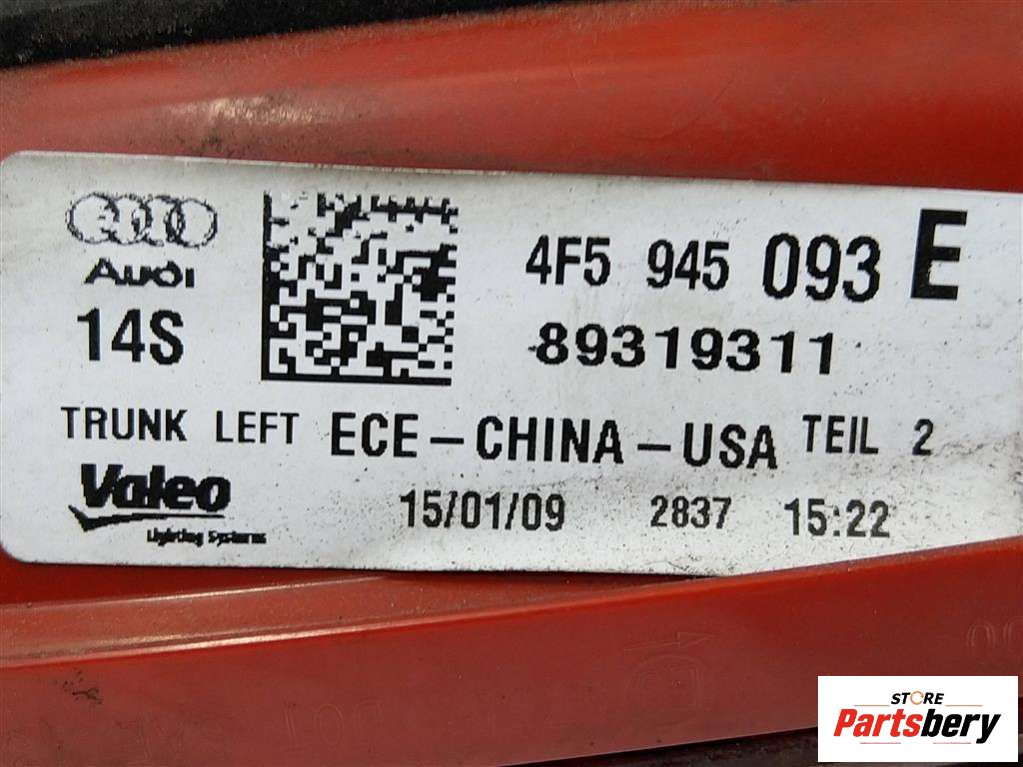 Audi
4F5 945 093 E
14S
89319311
TRUNK LEFT ECE-CHINA-USA TEIL 2
Valeo
Lighting Systems
15/01/09 2837 15:22
STORE
Partsbery